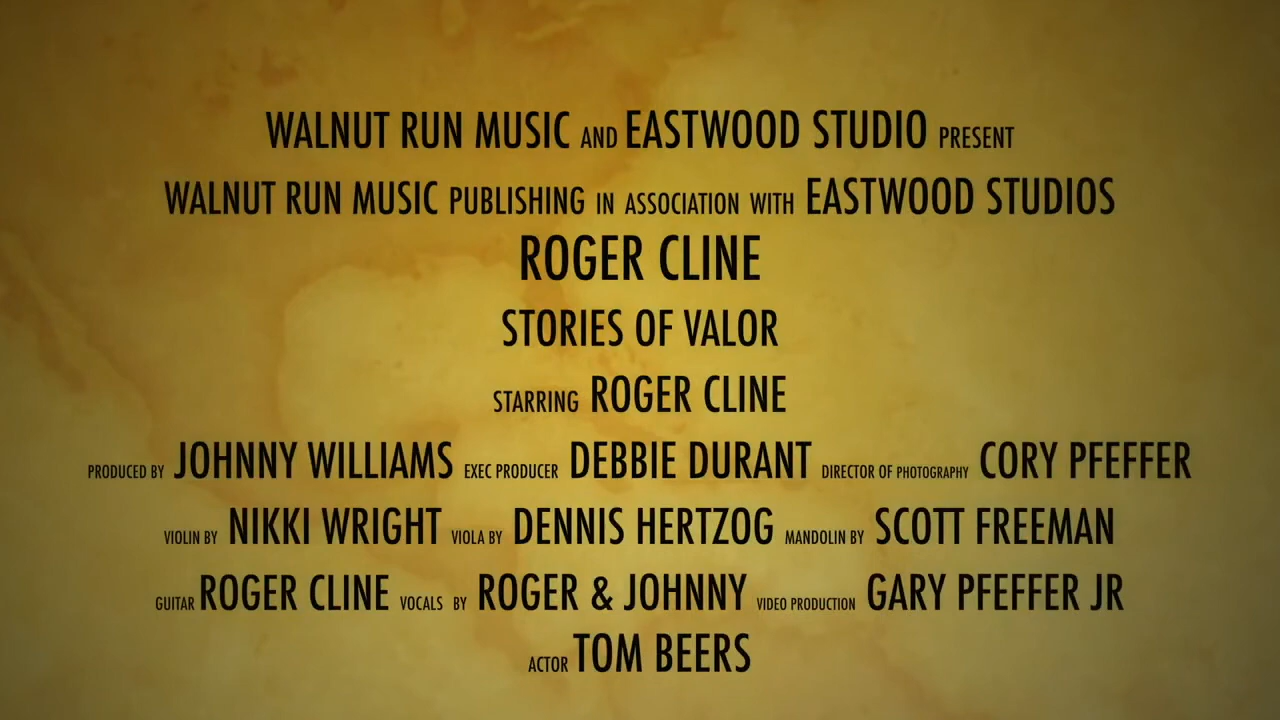 WALNUT RUN MUSIC AND EASTWOOD STUDIO PRESENT
WALNUT RUN MUSIC PUBLISHING IN ASSOCIATION WITH EASTWOOD STUDIOS
ROGER CLINE
STORIES OF VALOR
STARRING ROGER CLINE
PRODUCED BY JOHNNY WILLIAMS EXEC PRODUCER DEBBIE DURANT DIRECTOR OF PHOTOGRAPHY CORY PFEFFER
VIOLIN BY NIKKI WRIGHT VIOLA BY DENNIS HERTZOG MANDOLIN BY SCOTT FREEMAN
GUITAR ROGER CLINE VOCALS BY ROGER & JOHNNY VIDEO PRODUCTION GARY PFEFFER JR
ACTOR TOM BEERS